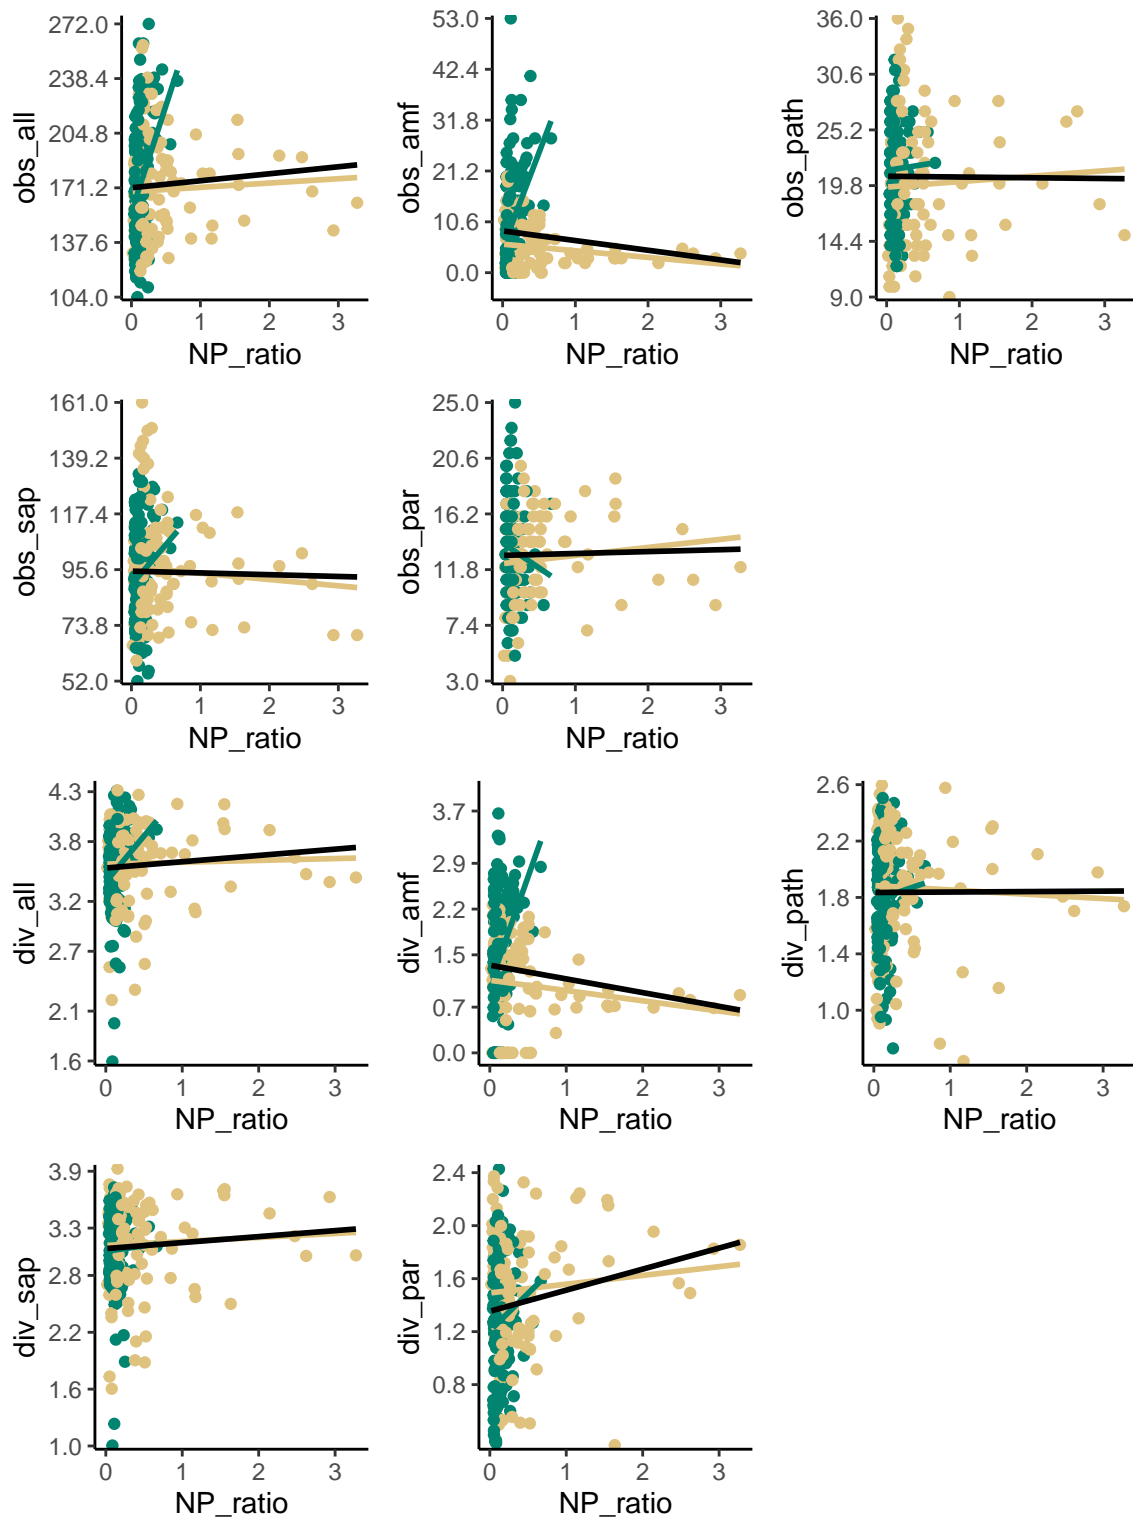 obs_all
272.0
238.4
204.8
171.2
137.6
104.0
0 1 2 3
NP_ratio
obs_amf
53.0
42.4
31.8
21.2
10.6
0.0
0 1 2 3
NP_ratio
obs_path
36.0
30.6
25.2
19.8
14.4
9.0
0 1 2 3
NP_ratio
obs_sap
161.0
139.2
117.4
95.6
73.8
52.0
0 1 2 3
NP_ratio
obs_par
25.0
20.6
16.2
11.8
7.4
3.0
0 1 2 3
NP_ratio
div_all
4.3
3.8
3.2
2.7
2.1
1.6
0 1 2 3
NP_ratio
div_amf
3.7
2.9
2.2
1.5
0.7
0.0
0 1 2 3
NP_ratio
div_path
2.6
2.2
1.8
1.4
1.0
0 1 2 3
NP_ratio
div_sap
3.9
3.3
2.8
2.2
1.6
1.0
0 1 2 3
NP_ratio
div_par
2.4
2.0
1.6
1.2
0.8
0 1 2 3
NP_ratio